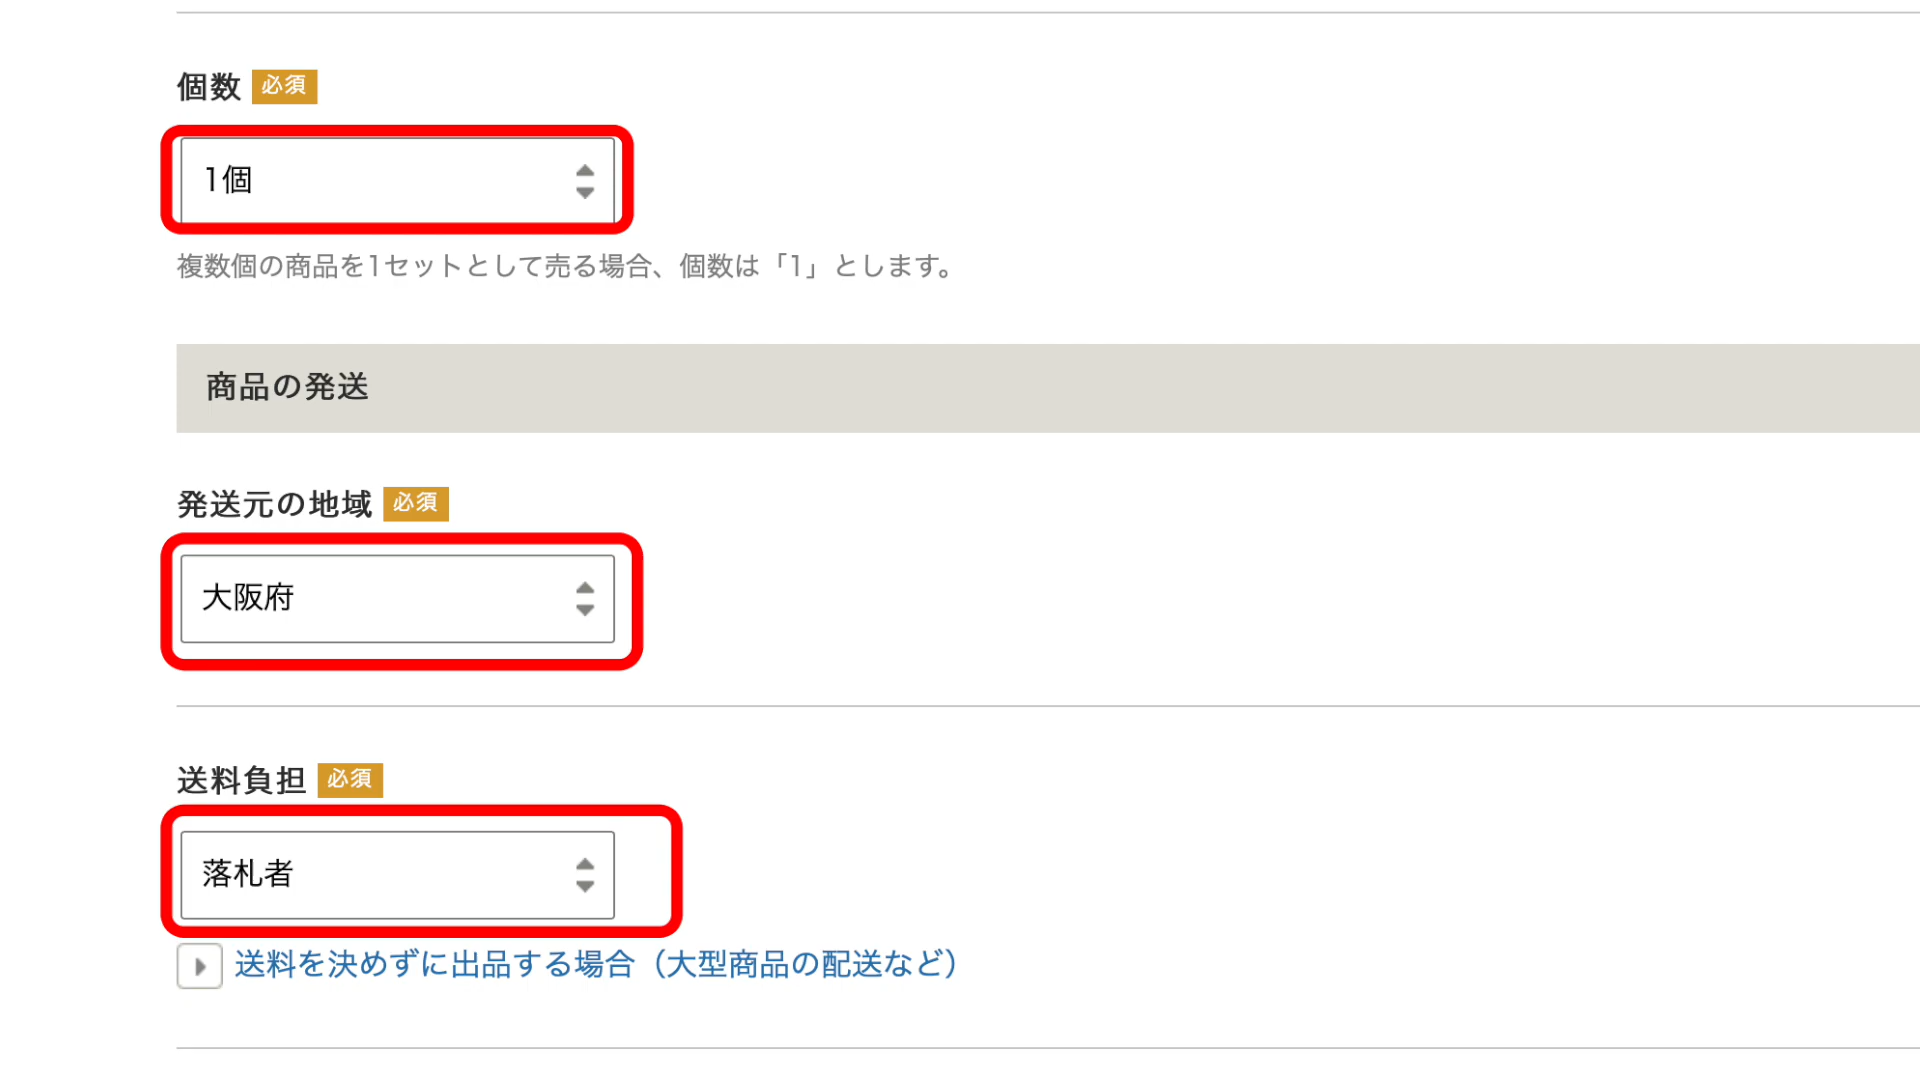 個数 必須
1個
複数個の商品を1セットとして売る場合、個数は「1」とします。
商品の発送
発送元の地域 必須
大阪府
送料負担 必須
落札者
送料を決めずに出品する場合（大型商品の配送など）